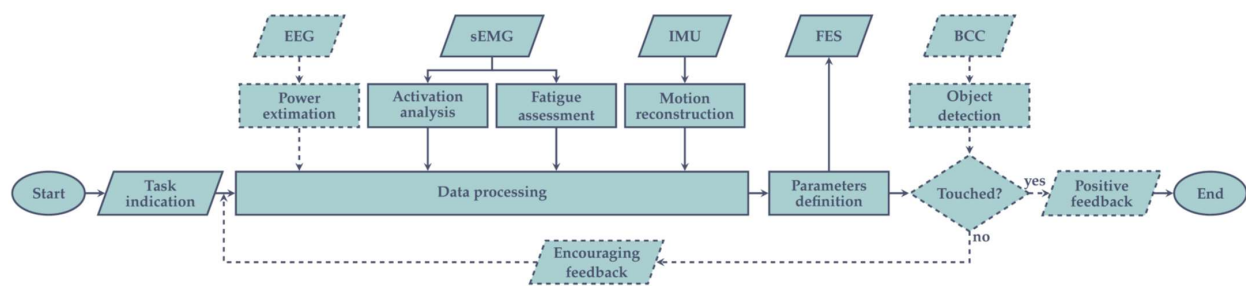 EEG
sEMG
IMU
FES
BCC
Power
extimation
Activation
analysis
Fatigue
assessment
Motion
reconstruction
Object
detection
Start
Task
indication
Data processing
Parameters
definition
Touched?
yes
Positive
feedback
End
no
Encouraging
feedback